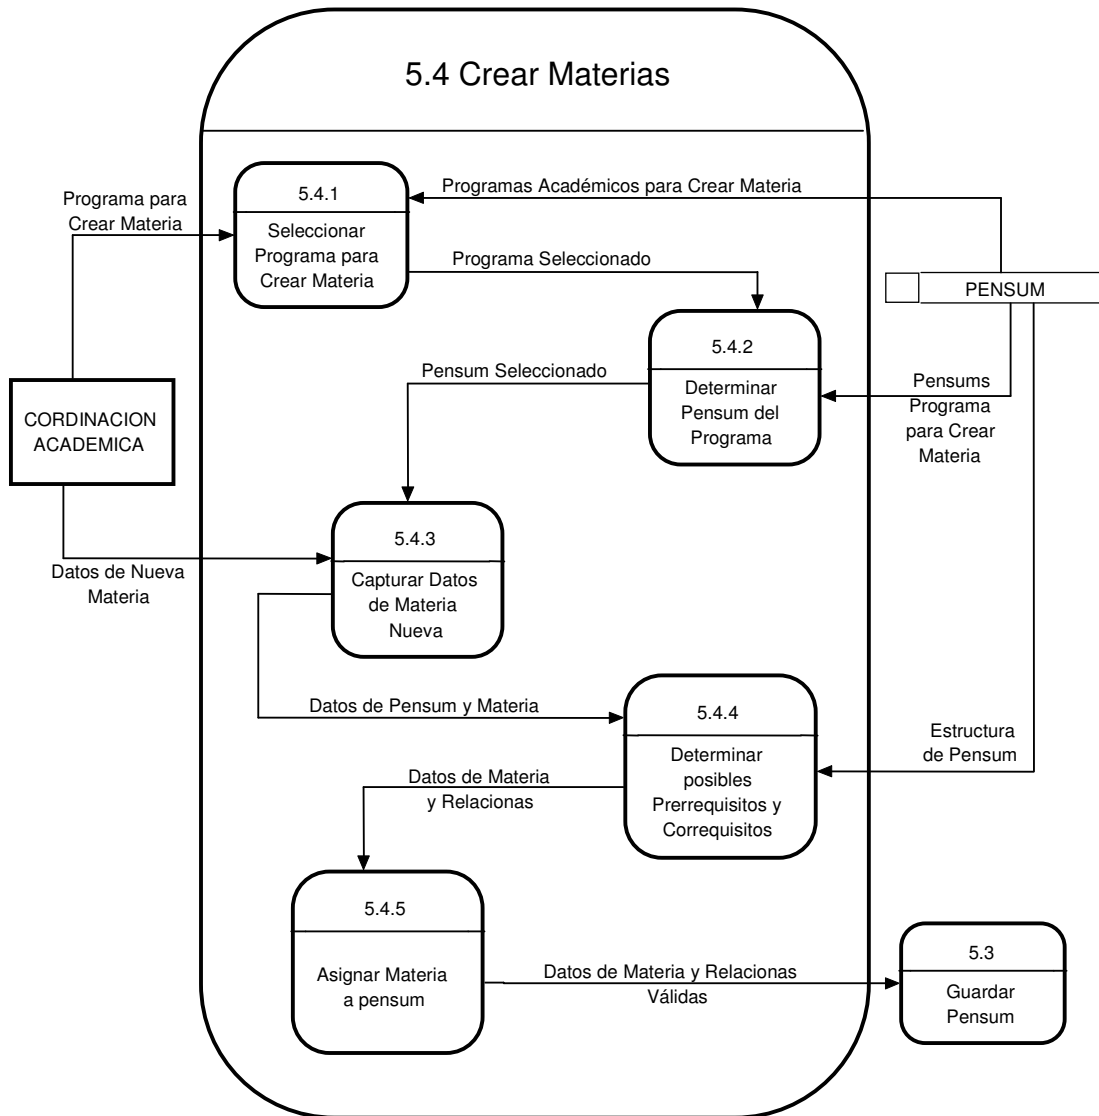 5.4 Crear Materias
Programa para
Crear Materia
5.4.1
Seleccionar
Programa para
Crear Materia
Programas Académicos para Crear Materia
Programa Seleccionado
PENSUM
5.4.2
Determinar
Pensum del
Programa
Pensum Seleccionado
Pensums
Programa
para Crear
Materia
CORDINACION
ACADEMICA
5.4.3
Capturar Datos
de Materia
Nueva
Datos de Nueva
Materia
Datos de Pensum y Materia
5.4.4
Determinar
posibles
Prerrequisitos y
Correquisitos
Estructura
de Pensum
Datos de Materia
y Relacionas
5.4.5
Asignar Materia
a pensum
Datos de Materia y Relacionas
Válidas
5.3
Guardar
Pensum